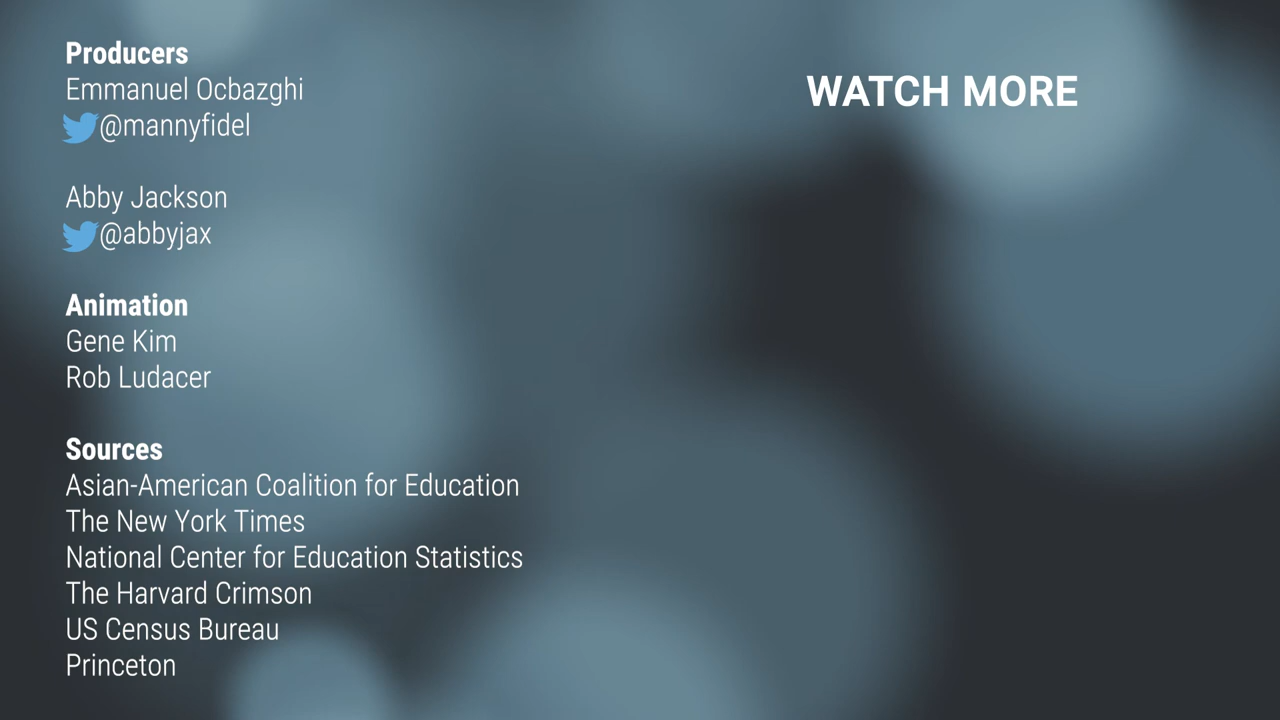 Producers
Emmanuel Ocbazghi
@mannyfidel
Abby Jackson
@abbyjax
Animation
Gene Kim
Rob Ludacer
Sources
Asian-American Coalition for Education
The New York Times
National Center for Education Statistics
The Harvard Crimson
US Census Bureau
Princeton
WATCH MORE